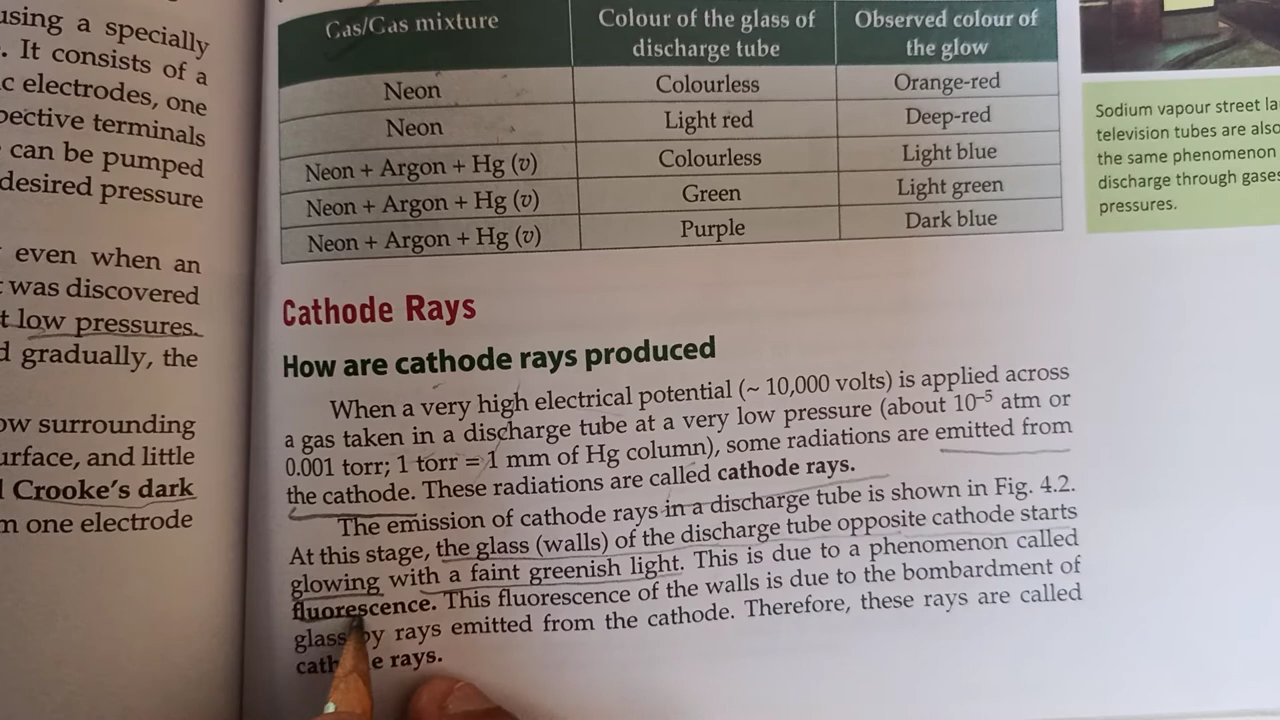 using a specially
. It consists of a
c electrodes, one
pective terminals
can be pumped
desired pressure
even when an
was discovered
t low pressures.
d gradually, the
ow surrounding
urface, and little
l Crooke's dark
m one electrode
Gas/Gas mixture Colour of the glass of discharge tube Observed colour of the glow
Neon Colourless Orange-red
Neon Light red Deep-red
Neon + Argon + Hg (v) Colourless Light blue
Neon + Argon + Hg (v) Green Light green
Neon + Argon + Hg (v) Purple Dark blue
Cathode Rays
How are cathode rays produced
When a very high electrical potential (~ 10,000 volts) is applied across
a gas taken in a discharge tube at a very low pressure (about 10⁻⁵ atm or
0.001 torr; 1 torr = 1 mm of Hg column), some radiations are emitted from
the cathode. These radiations are called cathode rays.
The emission of cathode rays in a discharge tube is shown in Fig. 4.2.
At this stage, the glass (walls) of the discharge tube opposite cathode starts
glowing with a faint greenish light. This is due to a phenomenon called
fluorescence. This fluorescence of the walls is due to the bombardment of
glass by rays emitted from the cathode. Therefore, these rays are called
cathode rays.
Sodium vapour street la
television tubes are also
the same phenomenon
discharge through gases
pressures.